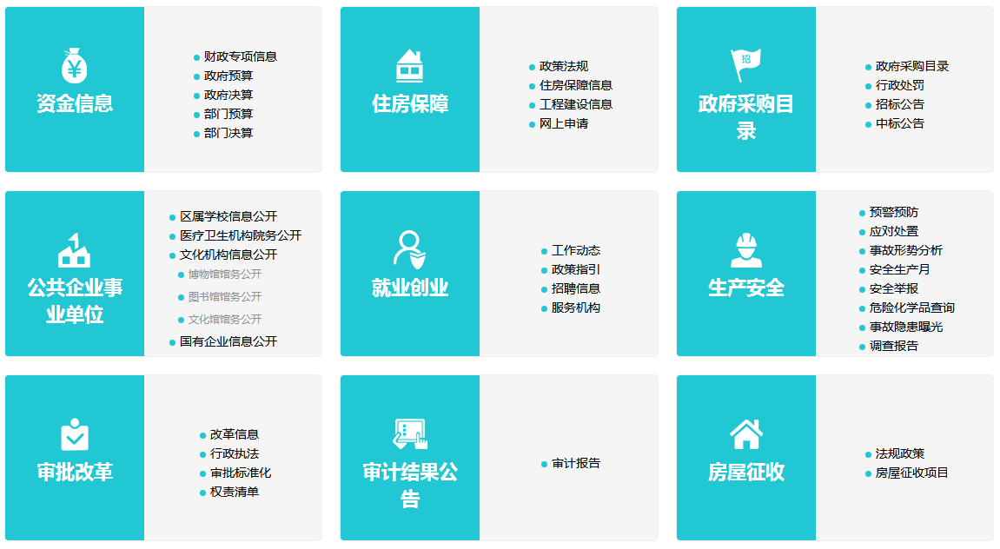 资金信息
财政专项信息
政府预算
政府决算
部门预算
部门决算
住房保障
政策法规
住房保障信息
工程建设信息
网上申请
招
政府采购目
录
政府采购目录
行政处罚
招标公告
中标公告
公共企业事
业单位
区属学校信息公开
医疗卫生机构院务公开
文化机构信息公开
博物馆馆务公开
图书馆馆务公开
文化馆馆务公开
国有企业信息公开
就业创业
工作动态
政策指引
招聘信息
服务机构
生产安全
预警预防
应对处置
事故形势分析
安全生产月
安全举报
危险化学品查询
事故隐患曝光
调查报告
审批改革
改革信息
行政执法
审批标准化
权责清单
审计结果公
告
审计报告
房屋征收
法规政策
房屋征收项目